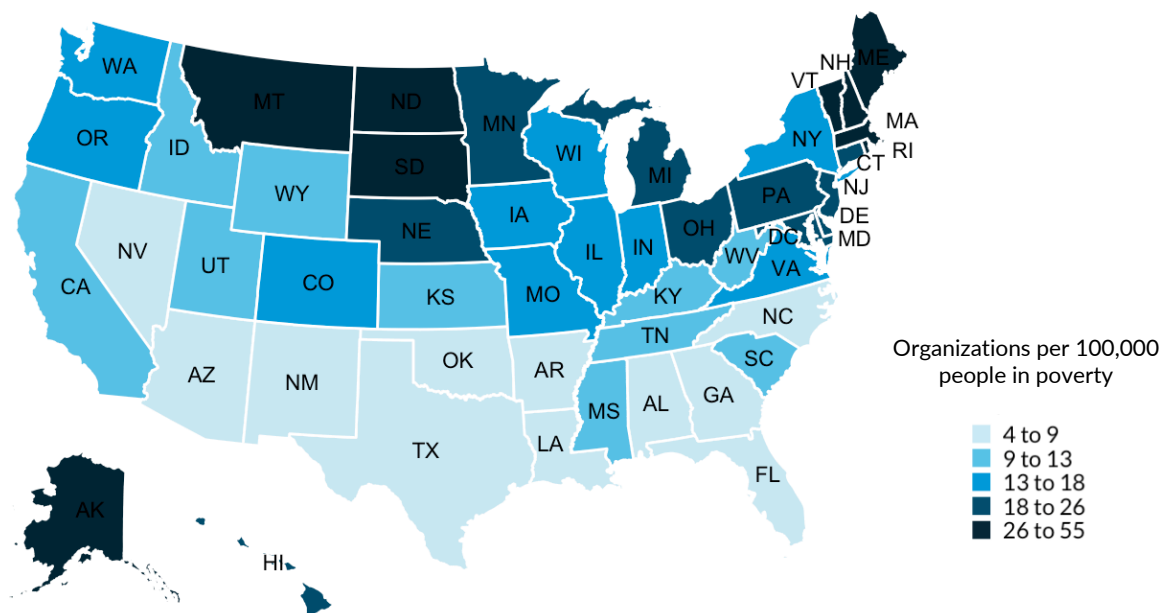 WA
OR
ID
MT
ND
MN
SD
WY
NE
WI
MI
IA
NV
UT
CO
CA
KS
MO
IL
IN
OH
KY
WV
VA
PA
NY
VT
NH
ME
MA
RI
CT
NJ
DE
MD
DC
AZ
NM
OK
AR
TN
NC
SC
MS
AL
GA
TX
LA
FL
AK
HI
Organizations per 100,000
people in poverty
4 to 9
9 to 13
13 to 18
18 to 26
26 to 55